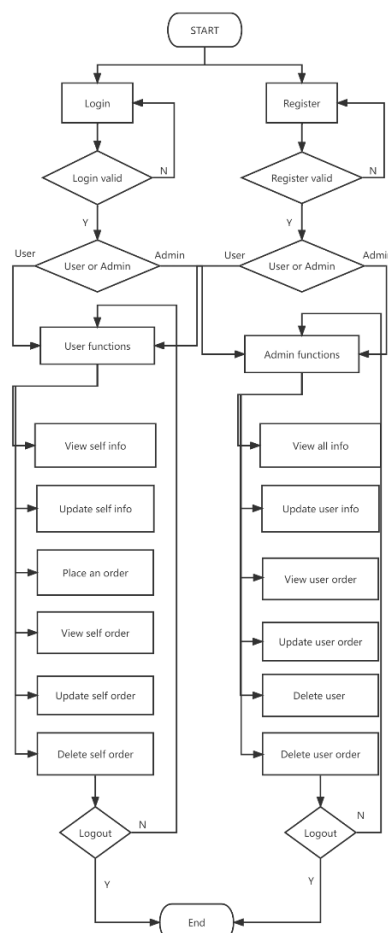 START
Login
Register
Login valid
N
Register valid
N
Y
Y
User
User or Admin
Admin
User
User or Admin
Admi
User functions
Admin functions
View self info
View all info
Update self info
Update user info
Place an order
View user order
View self order
Update user order
Update self order
Delete user
Delete self order
Delete user order
Logout
N
Logout
N
Y
Y
End